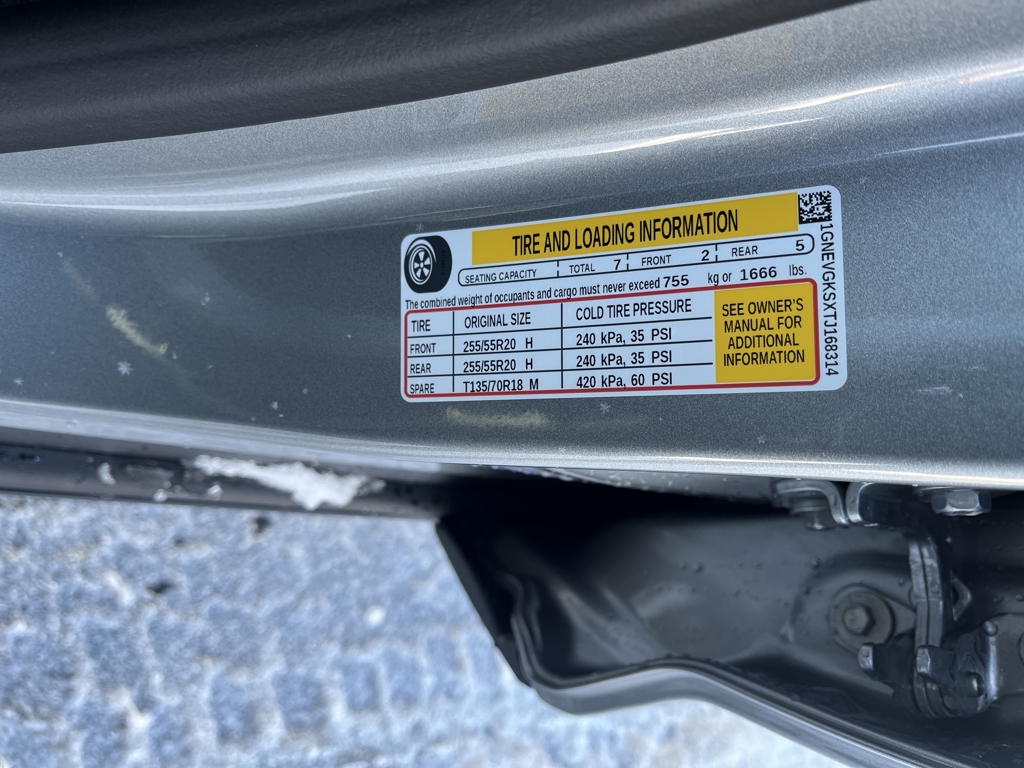 TIRE AND LOADING INFORMATION
SEATING CAPACITY TOTAL 7 FRONT 2 REAR 5
The combined weight of occupants and cargo must never exceed 755 kg or 1666 lbs.
TIRE ORIGINAL SIZE COLD TIRE PRESSURE
FRONT 255/55R20 H 240 kPa, 35 PSI
REAR 255/55R20 H 240 kPa, 35 PSI
SPARE T135/70R18 M 420 kPa, 60 PSI
SEE OWNER'S
MANUAL FOR
ADDITIONAL
INFORMATION
1GNEVGKSXTJ168314